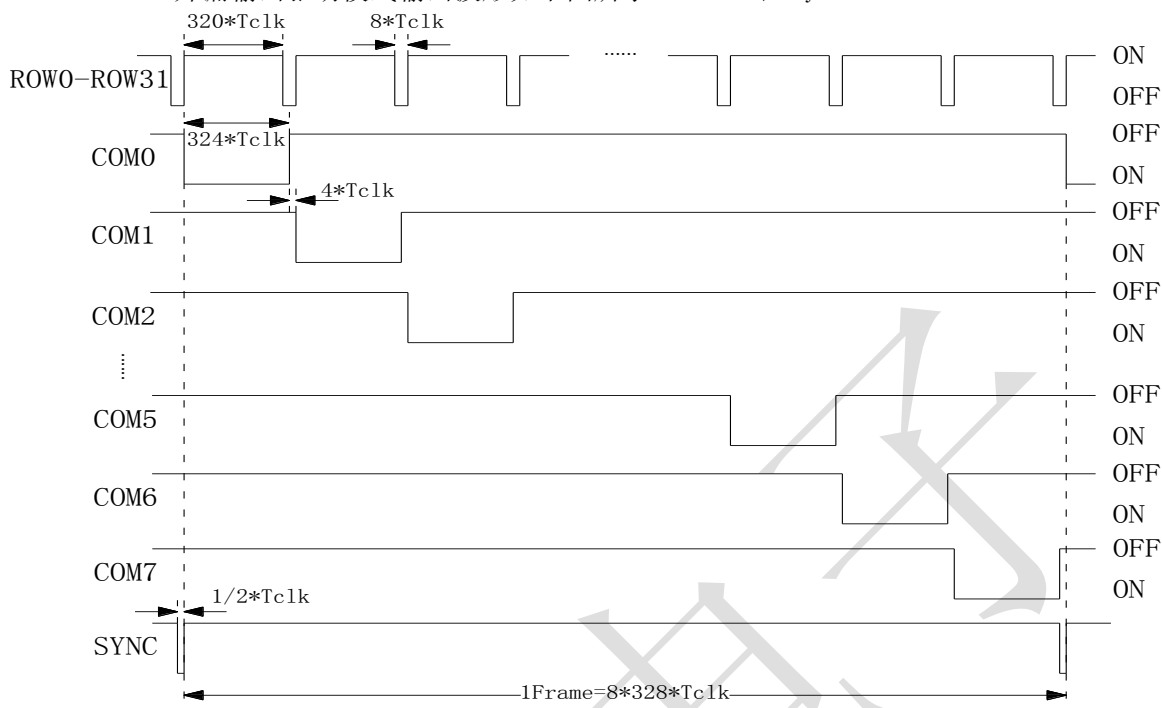 320*Tclk 8*Tclk
...... ON
ROW0-ROW31
OFF
OFF
324*Tclk
COM0
ON
4*Tclk
OFF
COM1
ON
OFF
COM2
ON
......
OFF
COM5
ON
OFF
COM6
ON
OFF
COM7
ON
1/2*Tclk
SYNC
1Frame=8*328*Tclk